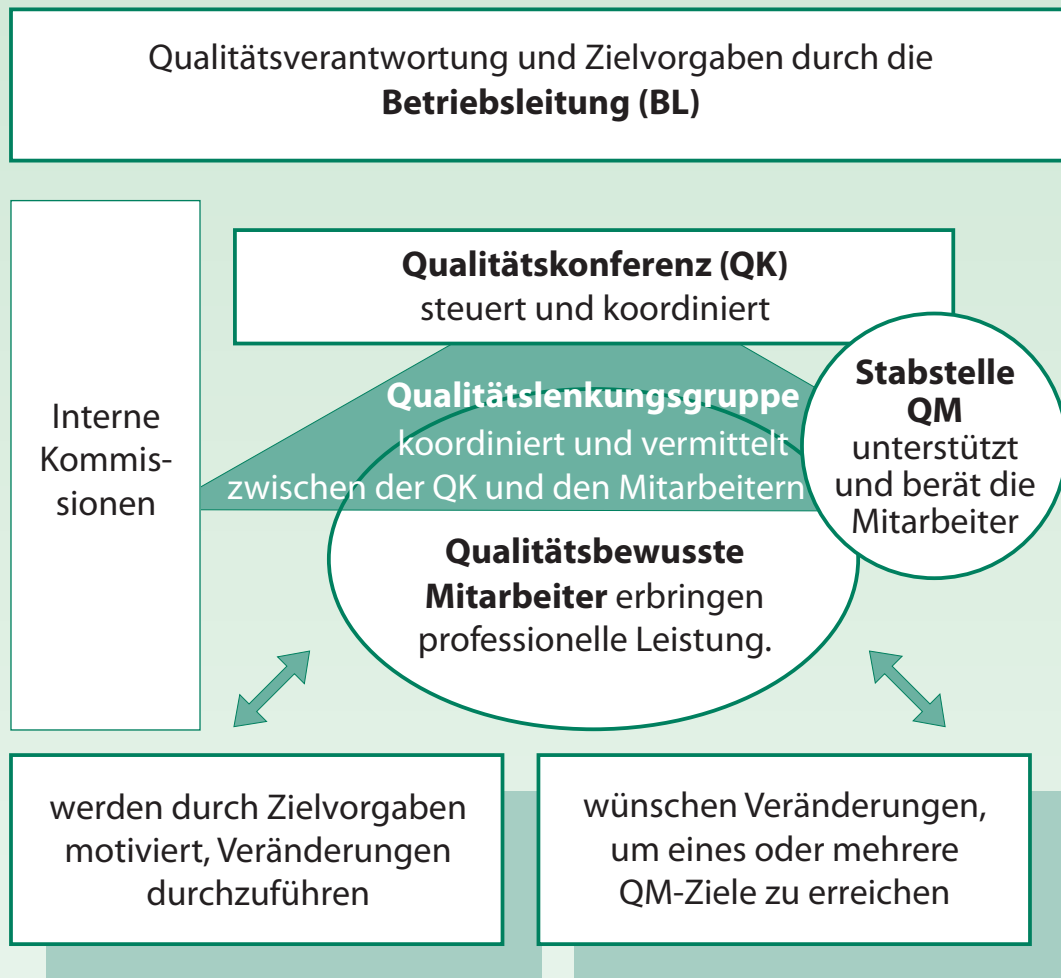 Qualitätsverantwortung und Zielvorgaben durch die
Betriebsleitung (BL)
Interne
Kommis-
sionen
Qualitätskonferenz (QK)
steuert und koordiniert
Qualitätslenkungsgruppe
koordiniert und vermittelt
zwischen der QK und den Mitarbeitern
Stabstelle
QM
unterstützt
und berät die
Mitarbeiter
Qualitätsbewusste
Mitarbeiter erbringen
professionelle Leistung.
werden durch Zielvorgaben
motiviert, Veränderungen
durchzuführen
wünschen Veränderungen,
um eines oder mehrere
QM-Ziele zu erreichen